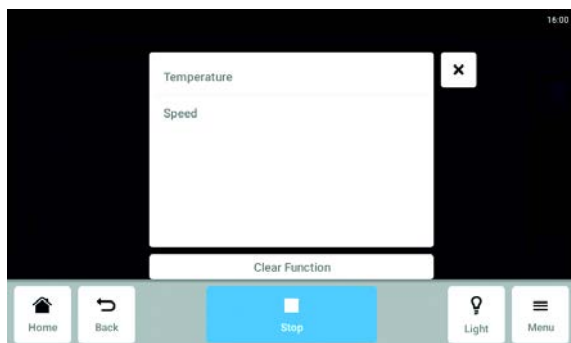 16:00
Temperature
Speed
Clear Function
Home
Back
Stop
Light
Menu